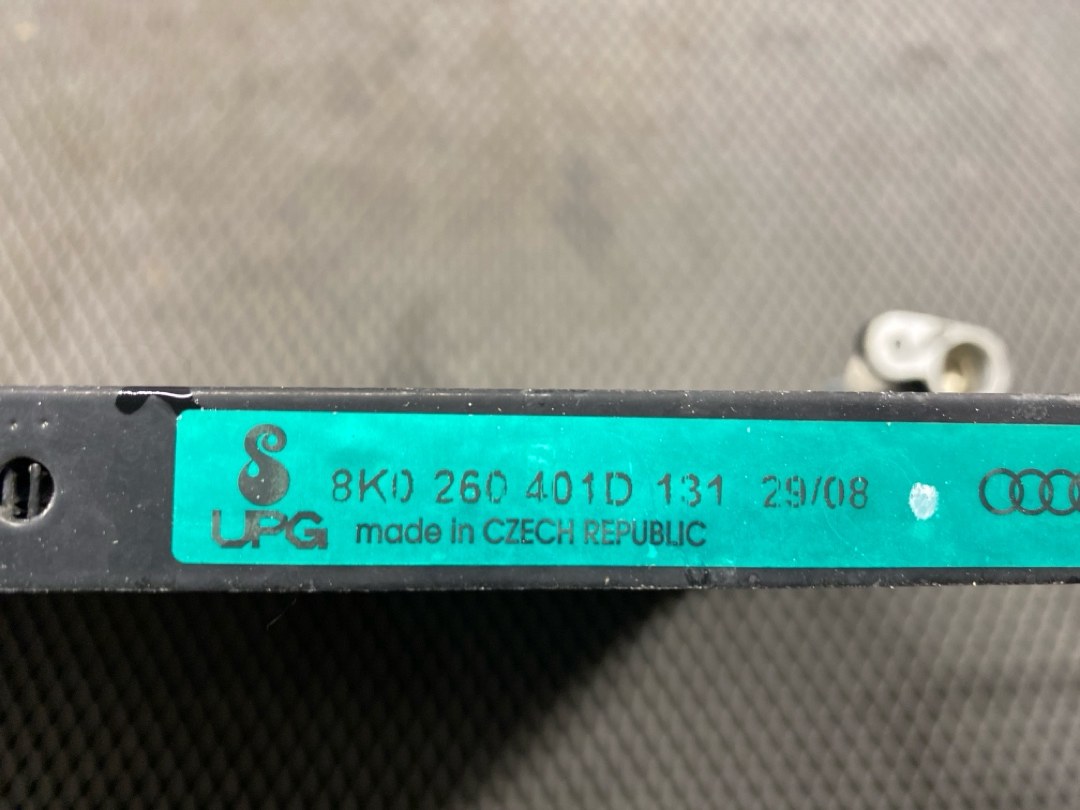 8K0 260 401D 131 29/08
UPG made in CZECH REPUBLIC